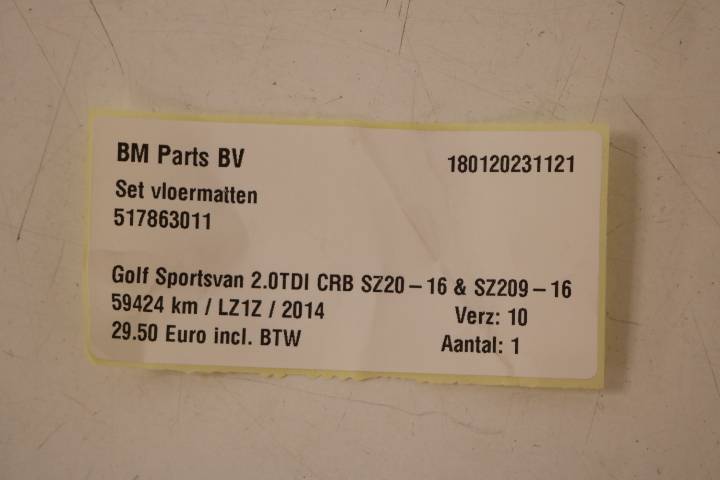 BM Parts BV 180120231121
Set vloermatten
517863011
Golf Sportsvan 2.0TDI CRB SZ20-16 & SZ209-16
59424 km / LZ1Z / 2014 Verz: 10
29.50 Euro incl. BTW Aantal: 1